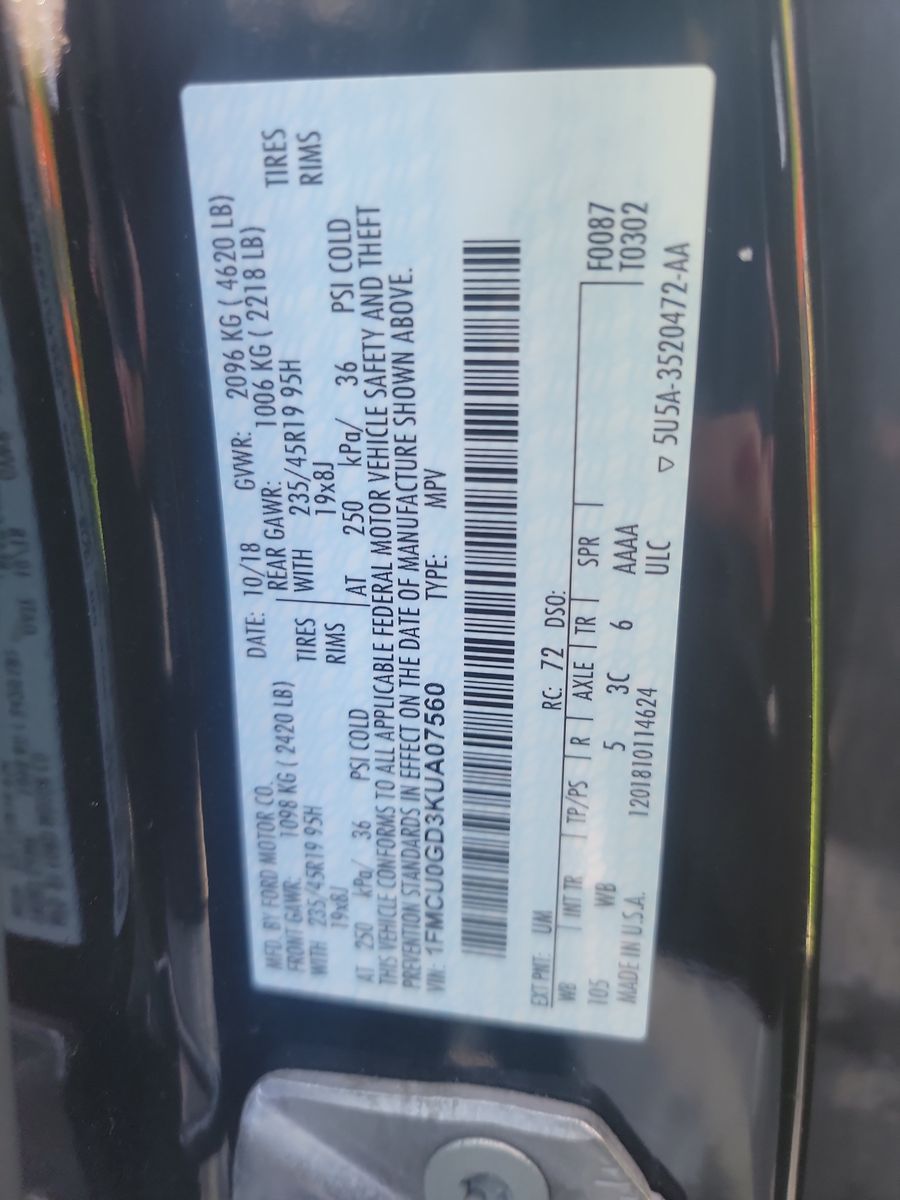 MFD. BY FORD MOTOR CO. DATE: 10/18 GVWR: 2096 KG ( 4620 LB)
FRONT GAWR: 1098 KG ( 2420 LB) REAR GAWR: 1006 KG ( 2218 LB)
WITH 235/45R19 95H TIRES WITH 235/45R19 95H TIRES
19x8J RIMS 19x8J RIMS
AT 250 kPa/ 36 PSI COLD AT 250 kPa/ 36 PSI COLD
THIS VEHICLE CONFORMS TO ALL APPLICABLE FEDERAL MOTOR VEHICLE SAFETY AND THEFT
PREVENTION STANDARDS IN EFFECT ON THE DATE OF MANUFACTURE SHOWN ABOVE.
VIN: 1FMCU0GD3KUA07560 TYPE: MPV
EXT PNT: UM RC: 72 DSO:
WB INT TR TP/PS R AXLE TR SPR F0087
105 WB 5 3C 6 AAAA T0302
MADE IN U.S.A. 1201810114624 ULC
▽ 5U5A-3520472-AA